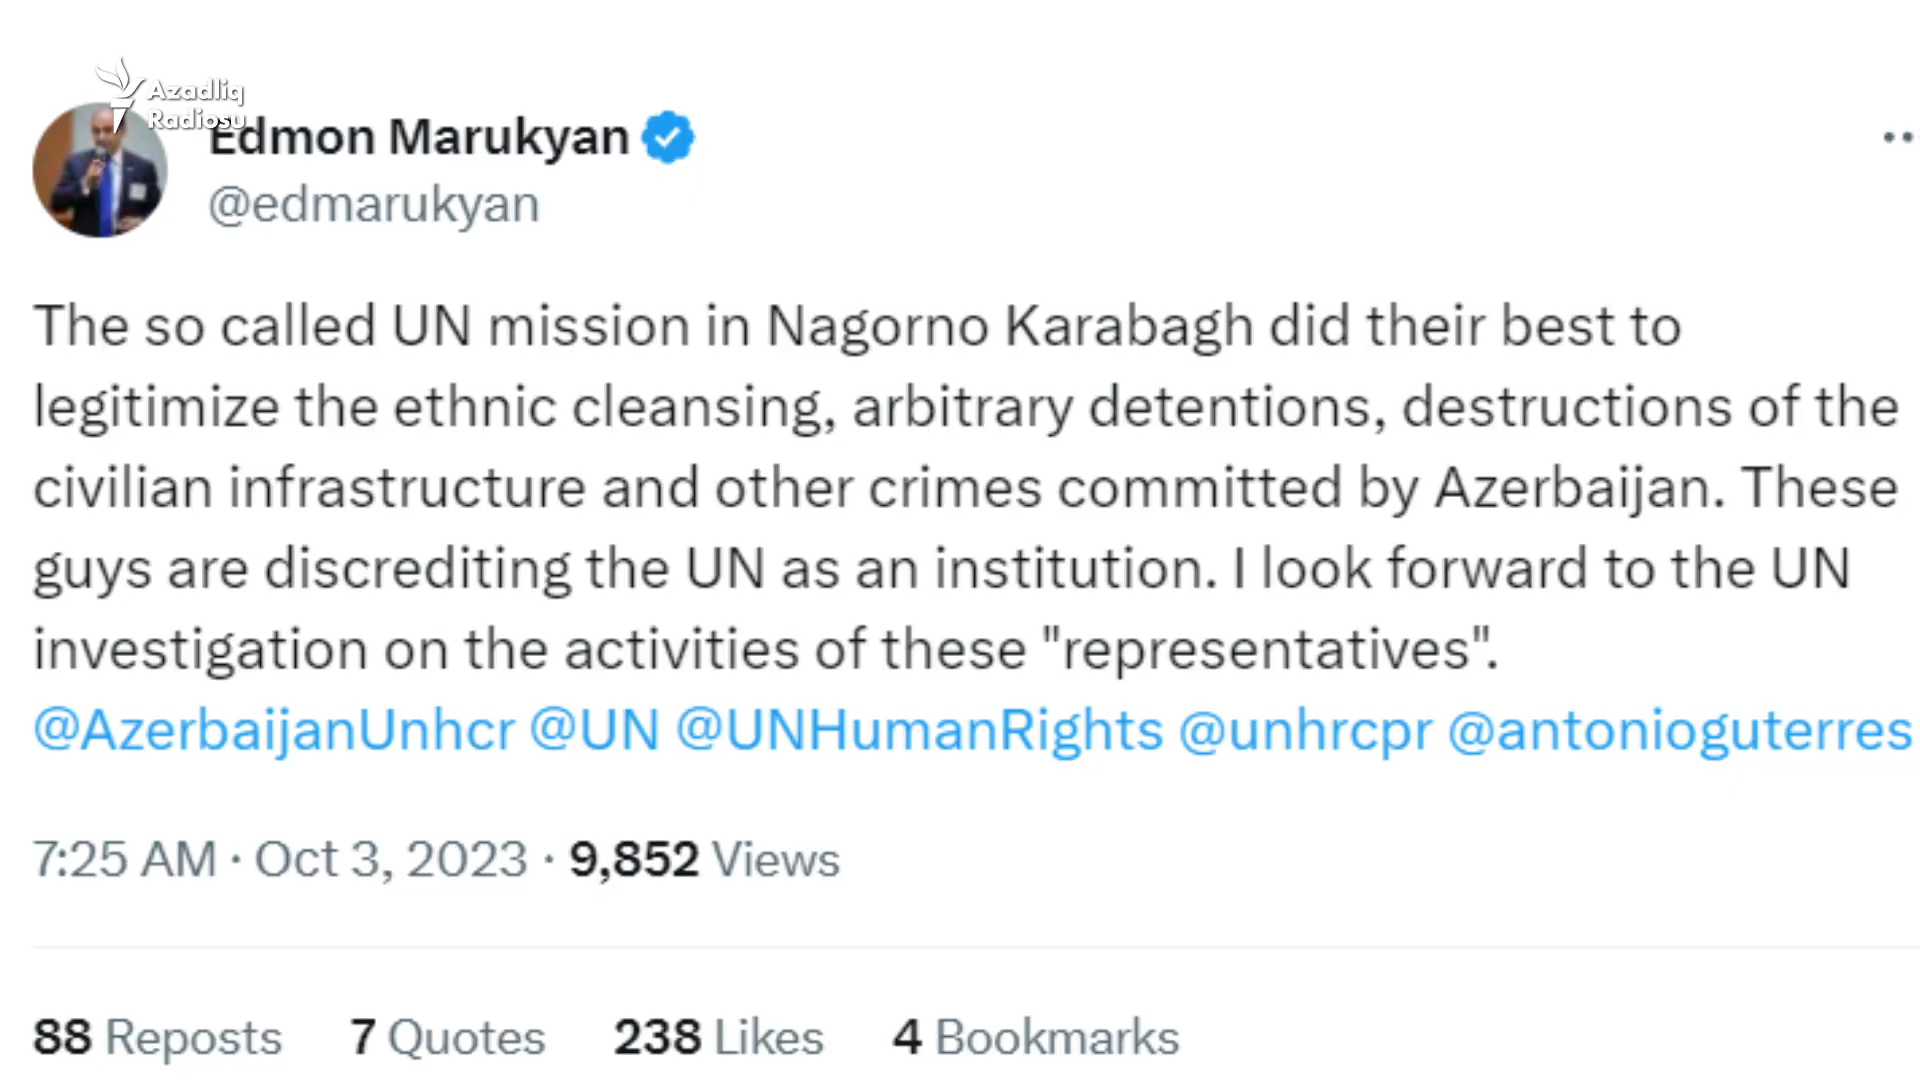 Azadlıq
Radiosu
Edmon Marukyan
@edmarukyan
The so called UN mission in Nagorno Karabagh did their best to
legitimize the ethnic cleansing, arbitrary detentions, destructions of the
civilian infrastructure and other crimes committed by Azerbaijan. These
guys are discrediting the UN as an institution. I look forward to the UN
investigation on the activities of these "representatives".
@AzerbaijanUnhcr @UN @UNHumanRights @unhrcpr @antonioguterres
7:25 AM · Oct 3, 2023 · 9,852 Views
88 Reposts 7 Quotes 238 Likes 4 Bookmarks